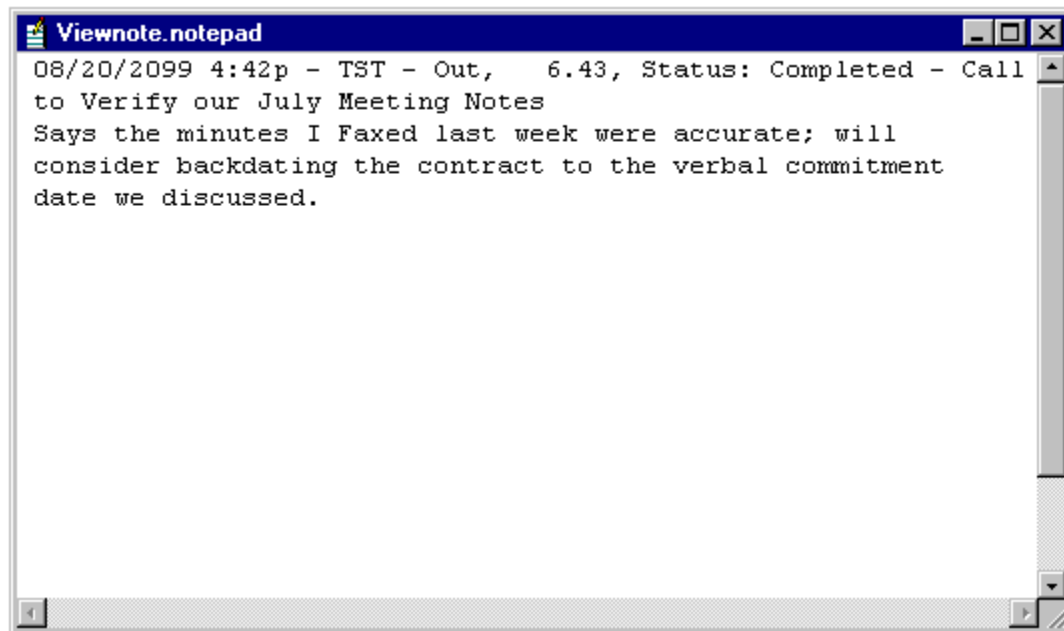 Viewnote.notepad
08/20/2099 4:42p - TST - Out,   6.43, Status: Completed - Call
to Verify our July Meeting Notes
Says the minutes I Faxed last week were accurate; will
consider backdating the contract to the verbal commitment
date we discussed.